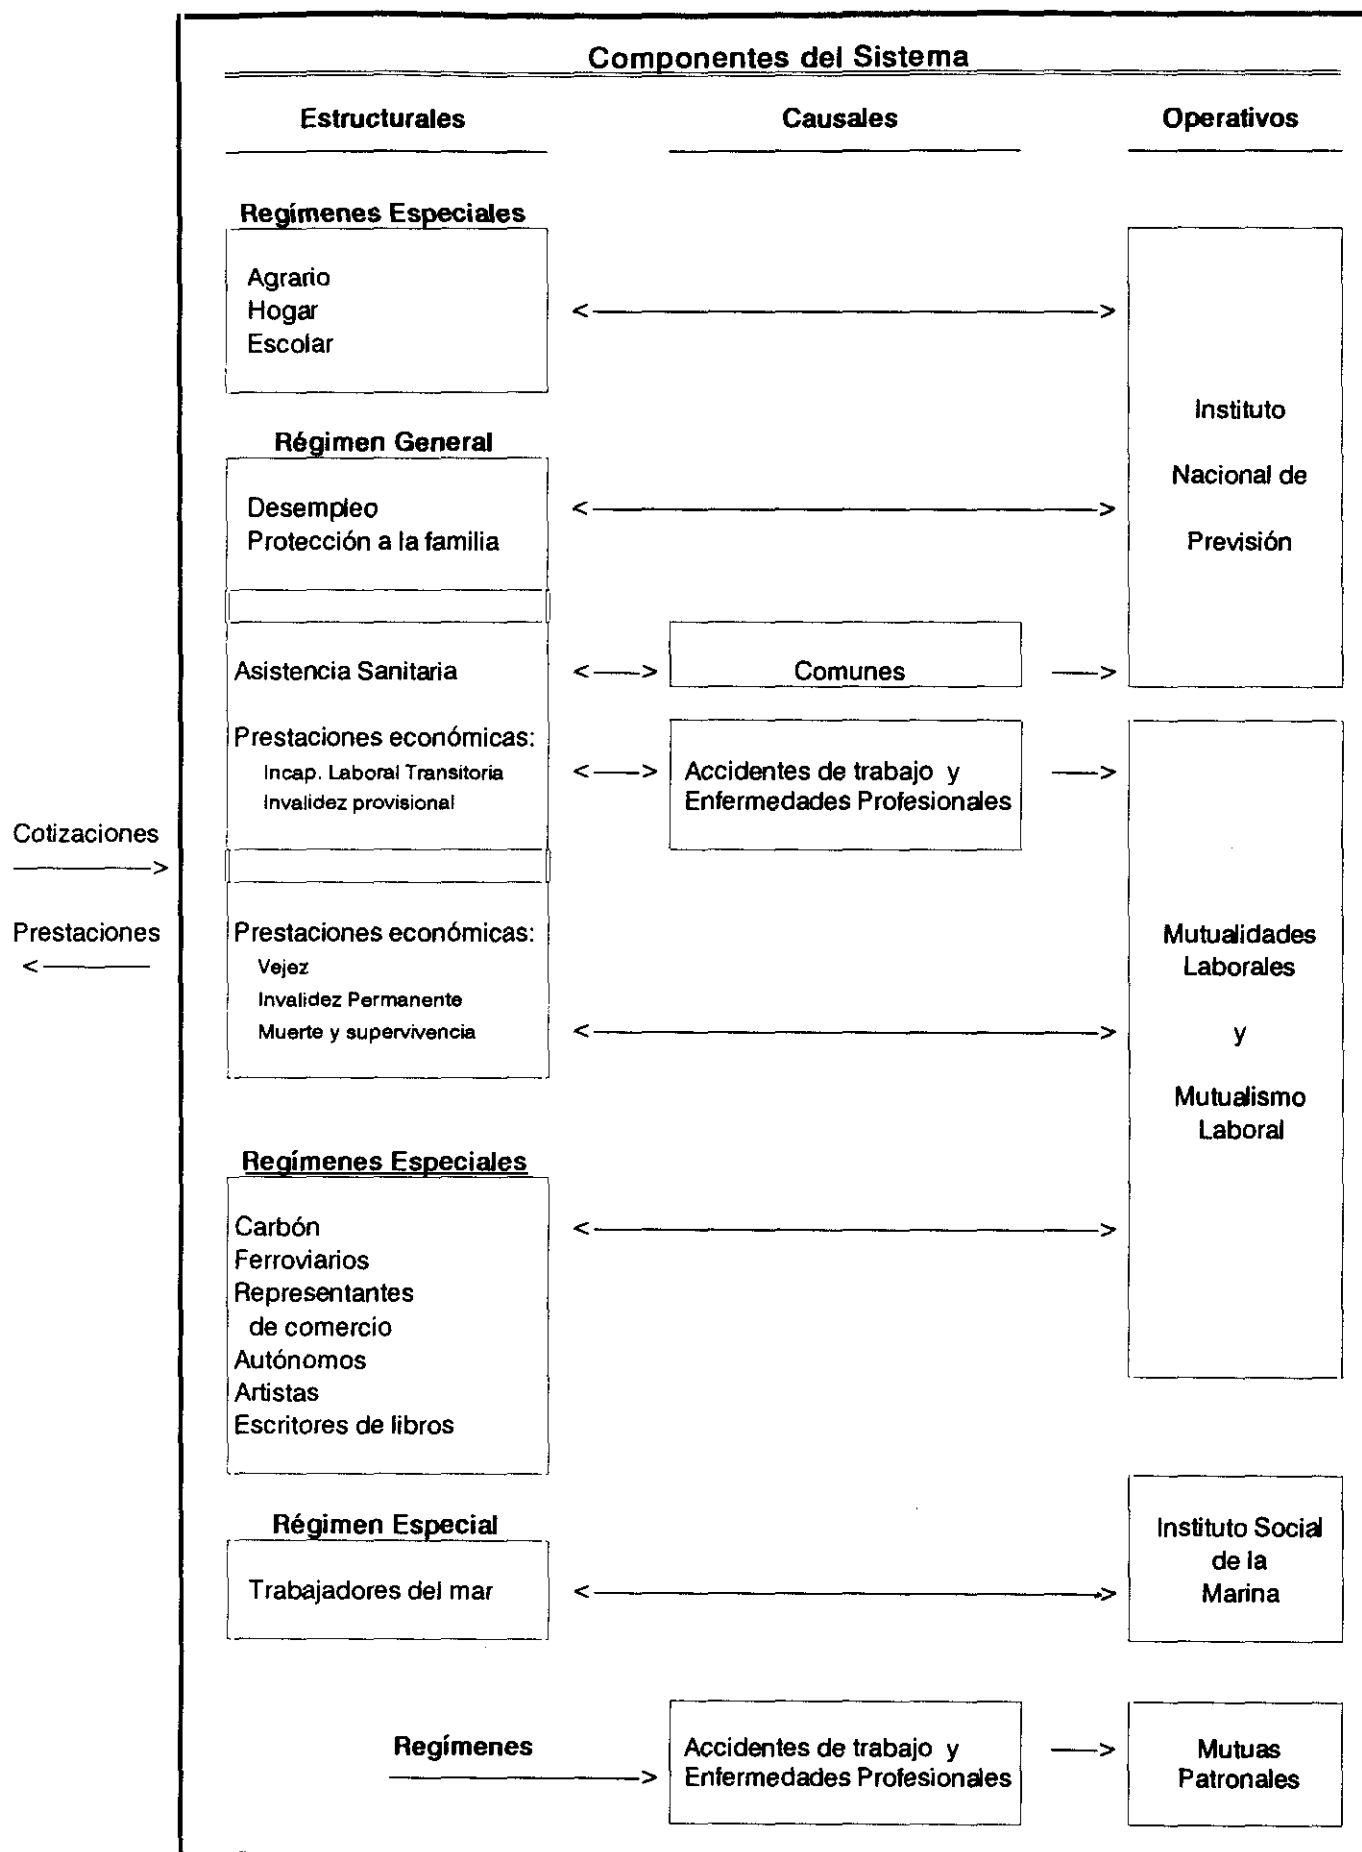 Componentes del Sistema
Estructurales
Causales
Operativos
Regímenes Especiales
Agrario
Hogar
Escolar
Instituto
Nacional de
Previsión
Régimen General
Desempleo
Protección a la familia
Asistencia Sanitaria
Comunes
Prestaciones económicas:
Incap. Laboral Transitoria
Invalidez provisional
Accidentes de trabajo y
Enfermedades Profesionales
Cotizaciones
Prestaciones
Prestaciones económicas:
Vejez
Invalidez Permanente
Muerte y supervivencia
Mutualidades
Laborales
y
Mutualismo
Laboral
Regímenes Especiales
Carbón
Ferroviarios
Representantes
de comercio
Autónomos
Artistas
Escritores de libros
Régimen Especial
Trabajadores del mar
Instituto Social
de la
Marina
Regímenes
Accidentes de trabajo y
Enfermedades Profesionales
Mutuas
Patronales